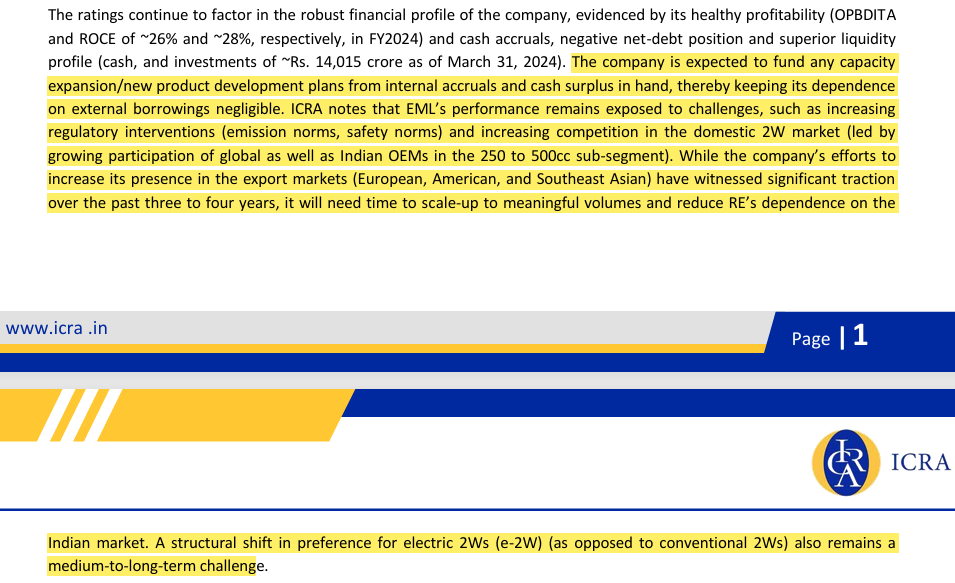 The ratings continue to factor in the robust financial profile of the company, evidenced by its healthy profitability (OPBDITA
and ROCE of ~26% and ~28%, respectively, in FY2024) and cash accruals, negative net-debt position and superior liquidity
profile (cash, and investments of ~Rs. 14,015 crore as of March 31, 2024). The company is expected to fund any capacity
expansion/new product development plans from internal accruals and cash surplus in hand, thereby keeping its dependence
on external borrowings negligible. ICRA notes that EML’s performance remains exposed to challenges, such as increasing
regulatory interventions (emission norms, safety norms) and increasing competition in the domestic 2W market (led by
growing participation of global as well as Indian OEMs in the 250 to 500cc sub-segment). While the company’s efforts to
increase its presence in the export markets (European, American, and Southeast Asian) have witnessed significant traction
over the past three to four years, it will need time to scale-up to meaningful volumes and reduce RE’s dependence on the
www.icra .in
Page | 1
ICRA
ICRA
Indian market. A structural shift in preference for electric 2Ws (e-2W) (as opposed to conventional 2Ws) also remains a
medium-to-long-term challenge.